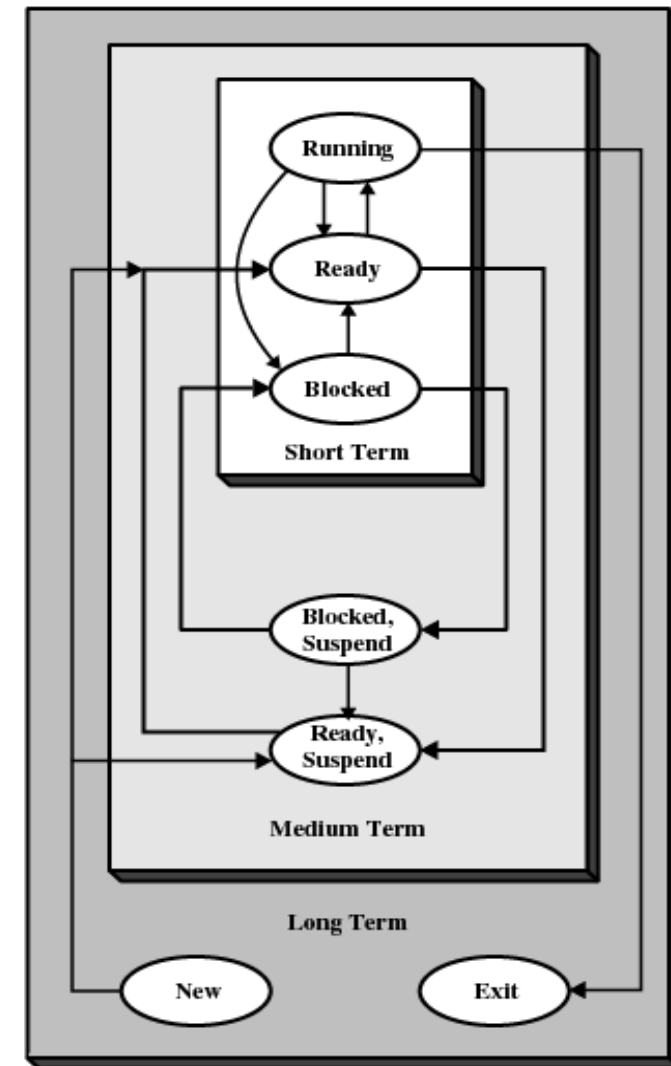 Running
Ready
Blocked
Short Term
Blocked,
Suspend
Ready,
Suspend
Medium Term
Long Term
New
Exit